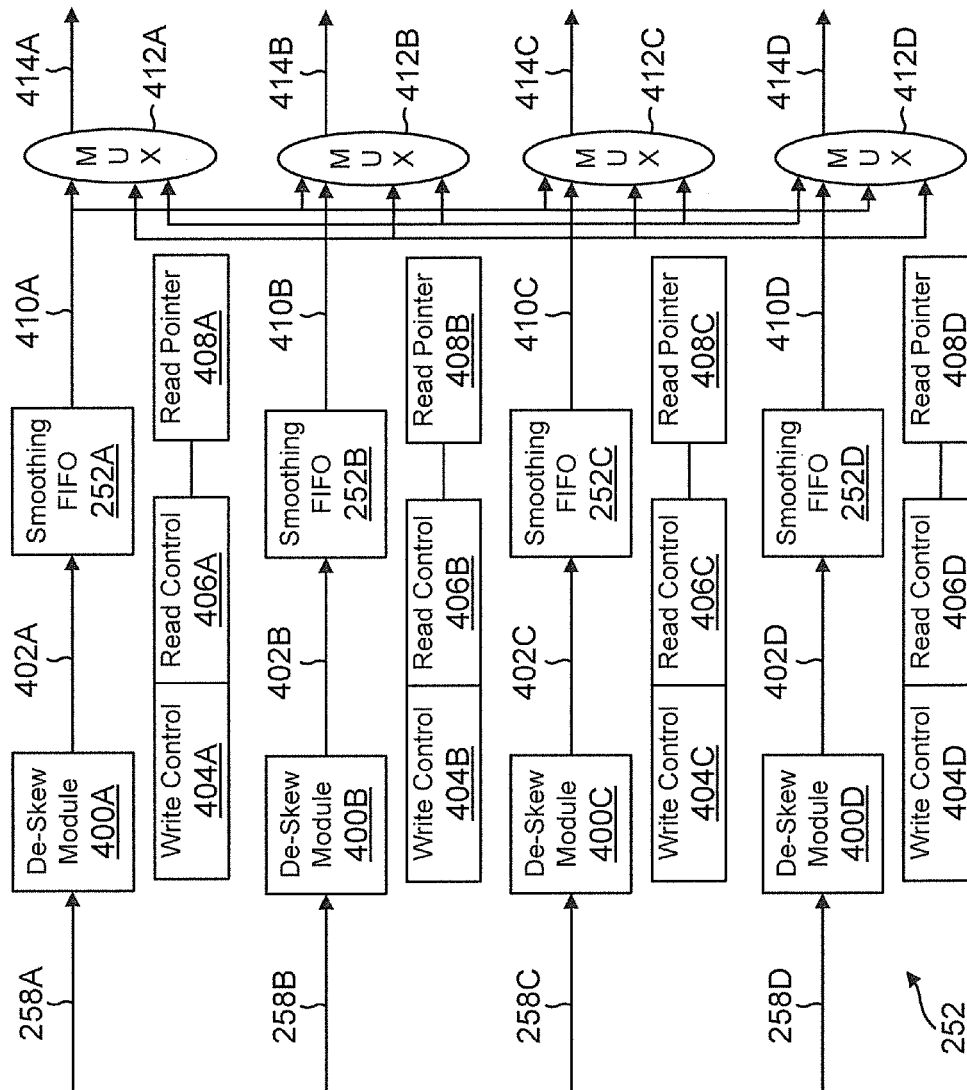 258A
De-Skew
Module
400A
402A
Smoothing
FIFO
252A
410A
M
U
X
414A
412A
Write Control
404A
Read Control
406A
Read Pointer
408A
258B
De-Skew
Module
400B
402B
Smoothing
FIFO
252B
410B
M
U
X
414B
412B
Write Control
404B
Read Control
406B
Read Pointer
408B
258C
De-Skew
Module
400C
402C
Smoothing
FIFO
252C
410C
M
U
X
414C
412C
Write Control
404C
Read Control
406C
Read Pointer
408C
258D
De-Skew
Module
400D
402D
Smoothing
FIFO
252D
410D
M
U
X
414D
412D
Write Control
404D
Read Control
406D
Read Pointer
408D
252